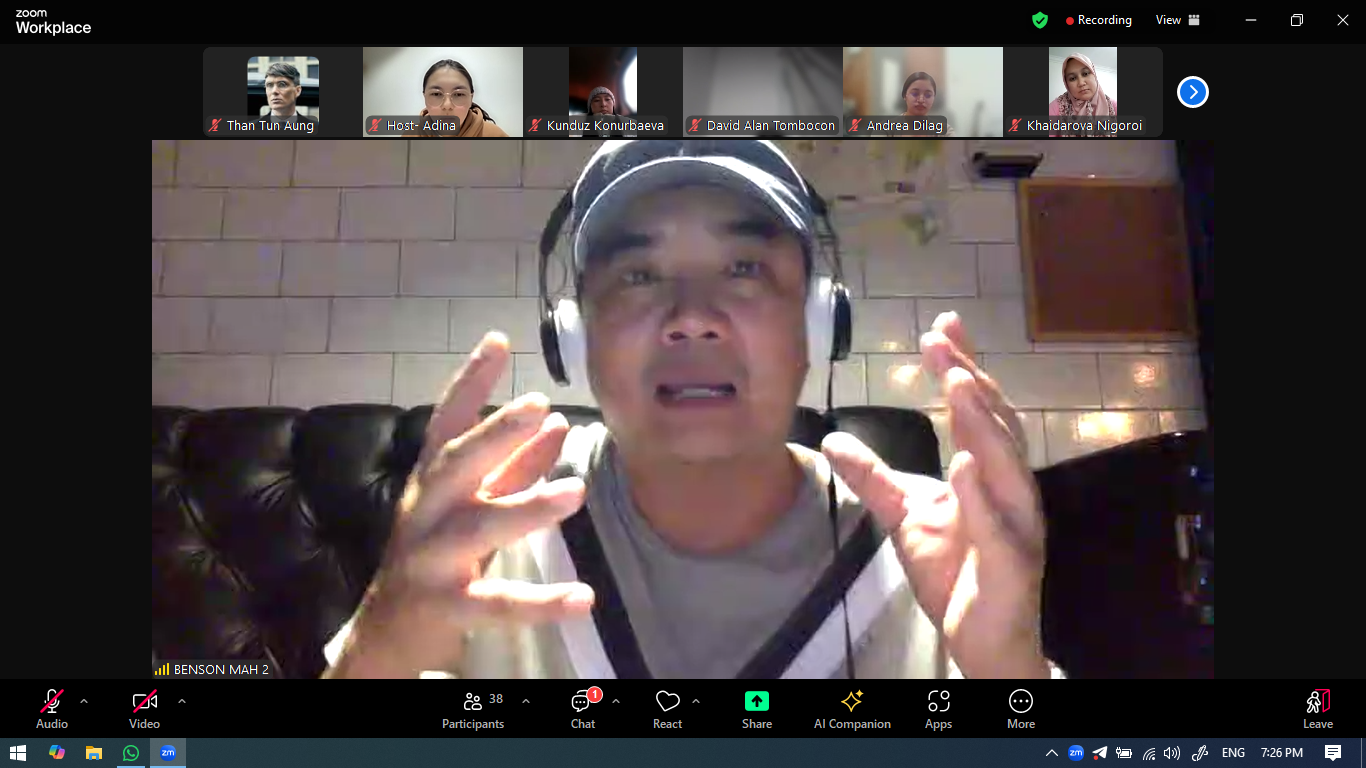 zoom
Workplace
Recording
View
Than Tun Aung
Host- Adina
Kunduz Konurbaeva
David Alan Tombocon
Andrea Dilag
Khaidarova Nigoroi
BENSON MAH 2
Audio
Video
38
Participants
1
Chat
React
Share
AI Companion
Apps
More
Leave
zm
zm
ENG
7:26 PM